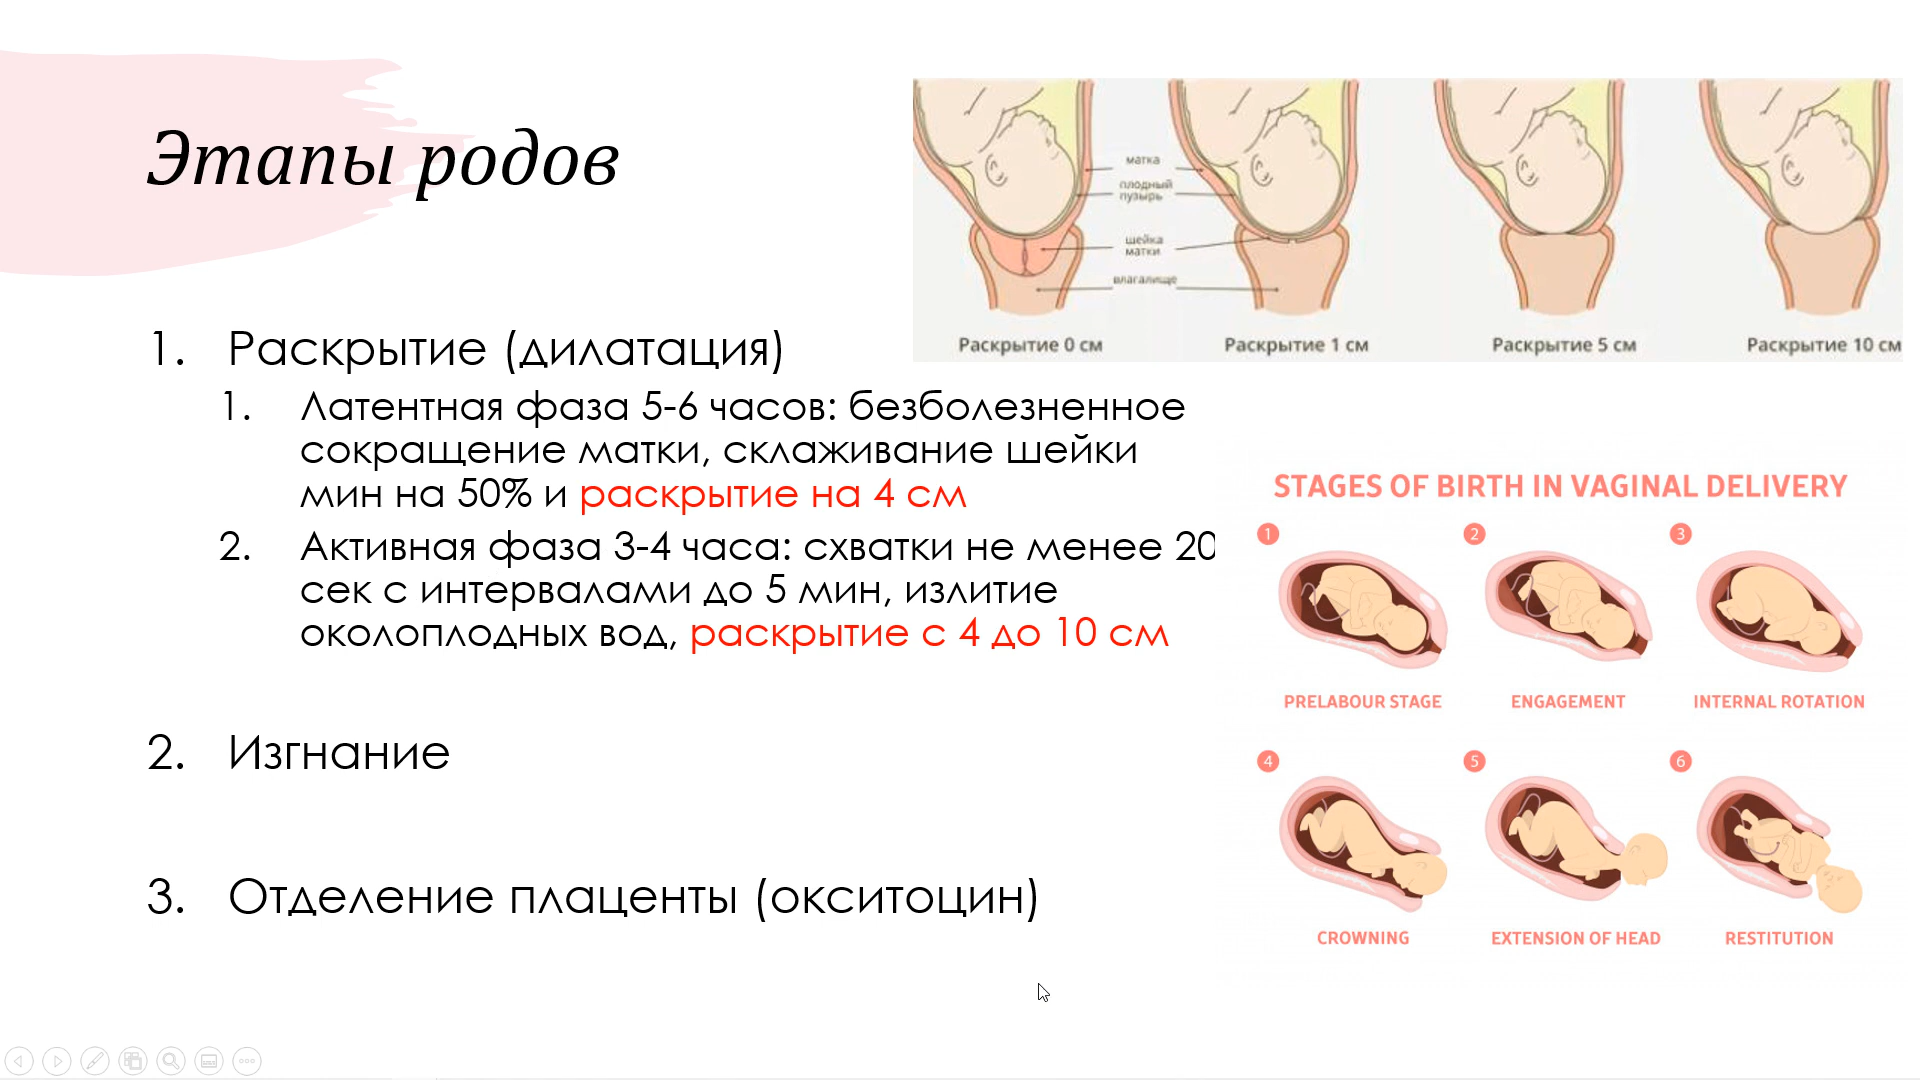 Этапы родов
матка
плодный
пузырь
шейка
матки
влагалище
Раскрытие 0 см
Раскрытие 1 см
Раскрытие 5 см
Раскрытие 10 см
1. Раскрытие (дилатация)
1. Латентная фаза 5-6 часов: безболезненное
сокращение матки, склаживание шейки
мин на 50% и раскрытие на 4 см
2. Активная фаза 3-4 часа: схватки не менее 20
сек с интервалами до 5 мин, излитие
околоплодных вод, раскрытие с 4 до 10 см
2. Изгнание
3. Отделение плаценты (окситоцин)
STAGES OF BIRTH IN VAGINAL DELIVERY
1
PRELABOUR STAGE
2
ENGAGEMENT
3
INTERNAL ROTATION
4
CROWNING
5
EXTENSION OF HEAD
6
RESTITUTION